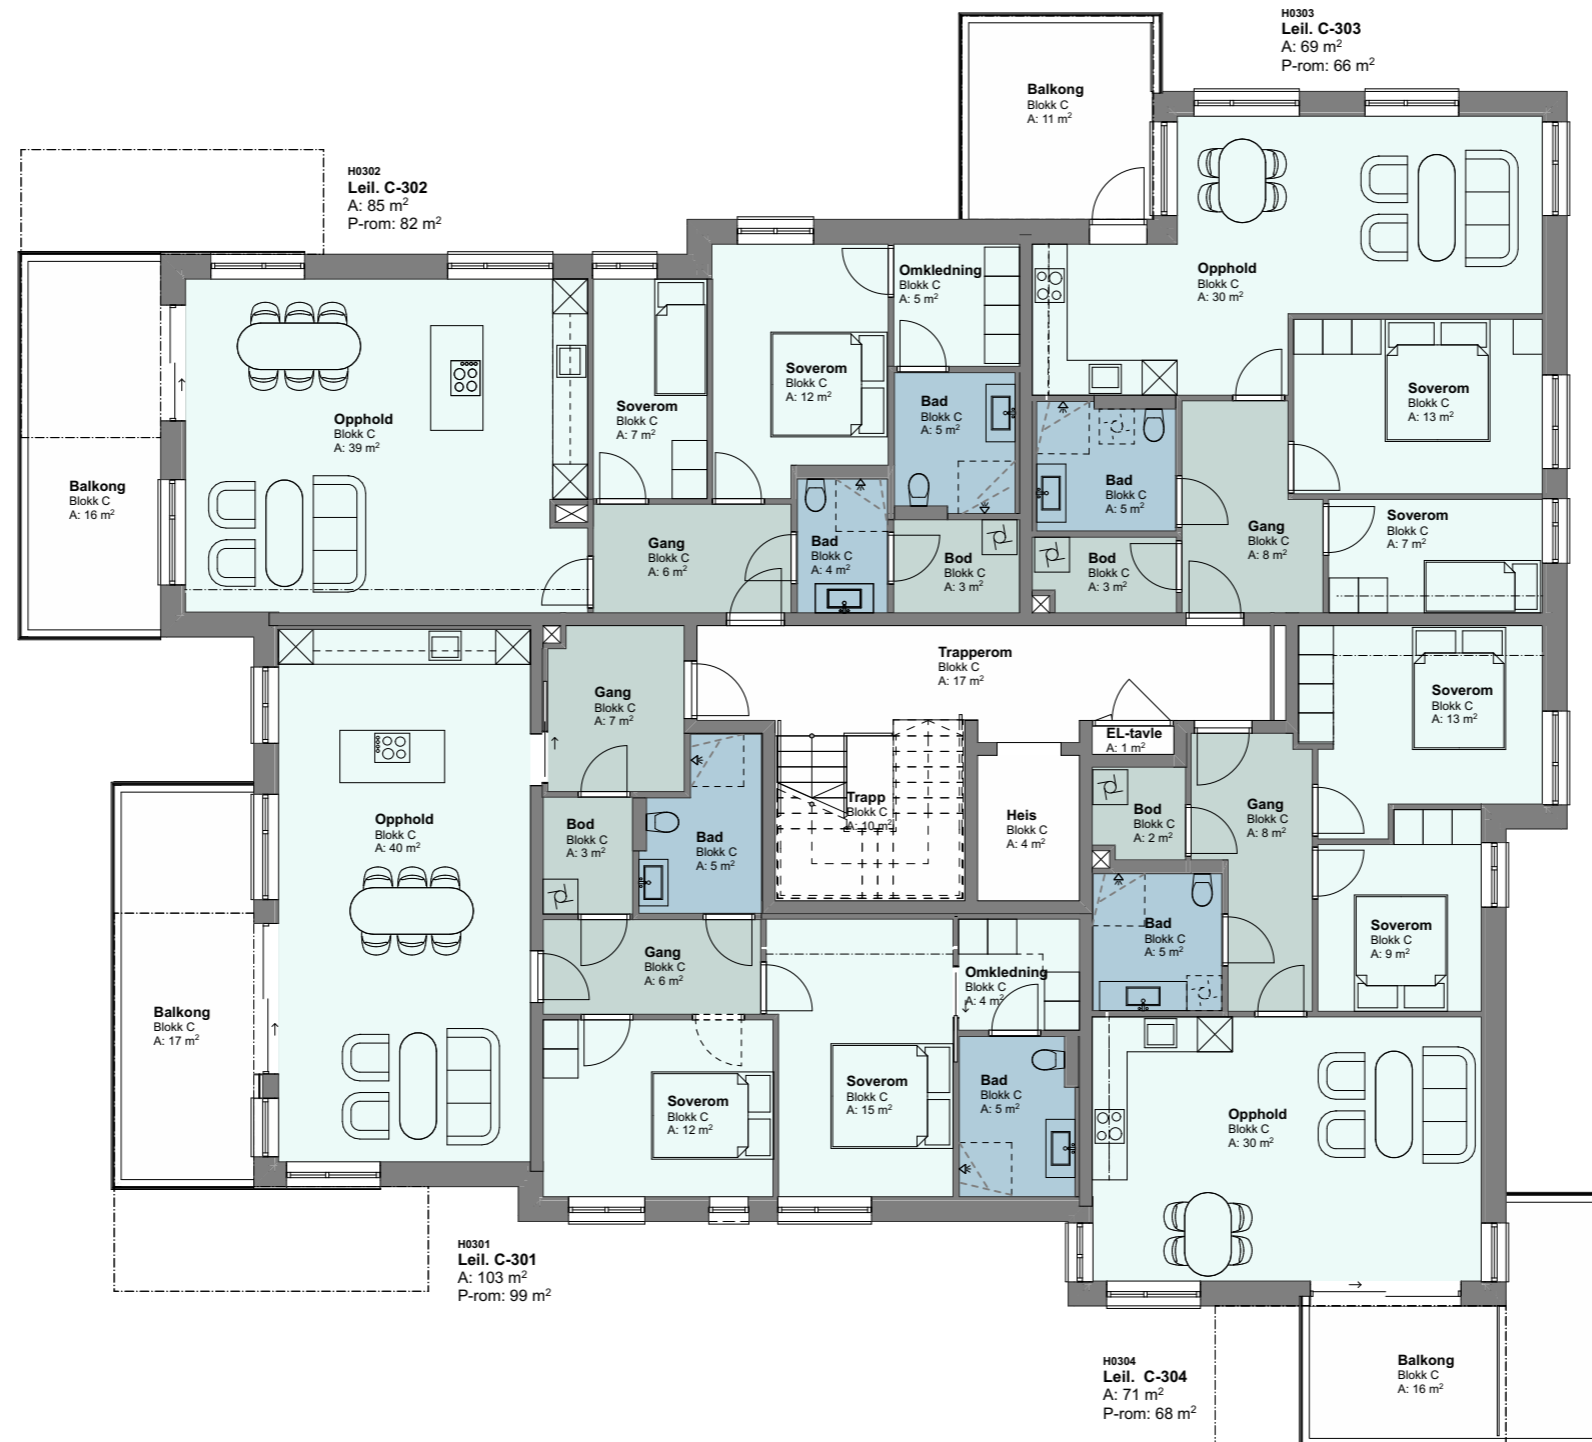 H0303
Leil. C-303
A: 69 m²
P-rom: 66 m²
Balkong
Blokk C
A: 11 m²
H0302
Leil. C-302
A: 85 m²
P-rom: 82 m²
Omkledning
Blokk C
A: 5 m²
Opphold
Blokk C
A: 30 m²
Soverom
Blokk C
A: 12 m²
Soverom
Blokk C
A: 13 m²
Opphold
Blokk C
A: 39 m²
Soverom
Blokk C
A: 7 m²
Bad
Blokk C
A: 5 m²
Balkong
Blokk C
A: 16 m²
Bad
Blokk C
A: 5 m²
Soverom
Blokk C
A: 7 m²
Gang
Blokk C
A: 6 m²
Bad
Blokk C
A: 4 m²
Bod
Blokk C
A: 3 m²
Bod
Blokk C
A: 3 m²
Gang
Blokk C
A: 8 m²
Trapperom
Blokk C
A: 17 m²
Gang
Blokk C
A: 7 m²
Soverom
Blokk C
A: 13 m²
EL-tavle
A: 1 m²
Trapp
Blokk C
A: 10 m²
Heis
Blokk C
A: 4 m²
Bod
Blokk C
A: 2 m²
Gang
Blokk C
A: 8 m²
Opphold
Blokk C
A: 40 m²
Bod
Blokk C
A: 3 m²
Bad
Blokk C
A: 5 m²
Bad
Blokk C
A: 5 m²
Soverom
Blokk C
A: 9 m²
Gang
Blokk C
A: 6 m²
Omkledning
Blokk C
A: 4 m²
Balkong
Blokk C
A: 17 m²
Soverom
Blokk C
A: 12 m²
Soverom
Blokk C
A: 15 m²
Bad
Blokk C
A: 5 m²
Opphold
Blokk C
A: 30 m²
H0301
Leil. C-301
A: 103 m²
P-rom: 99 m²
H0304
Leil. C-304
A: 71 m²
P-rom: 68 m²
Balkong
Blokk C
A: 16 m²